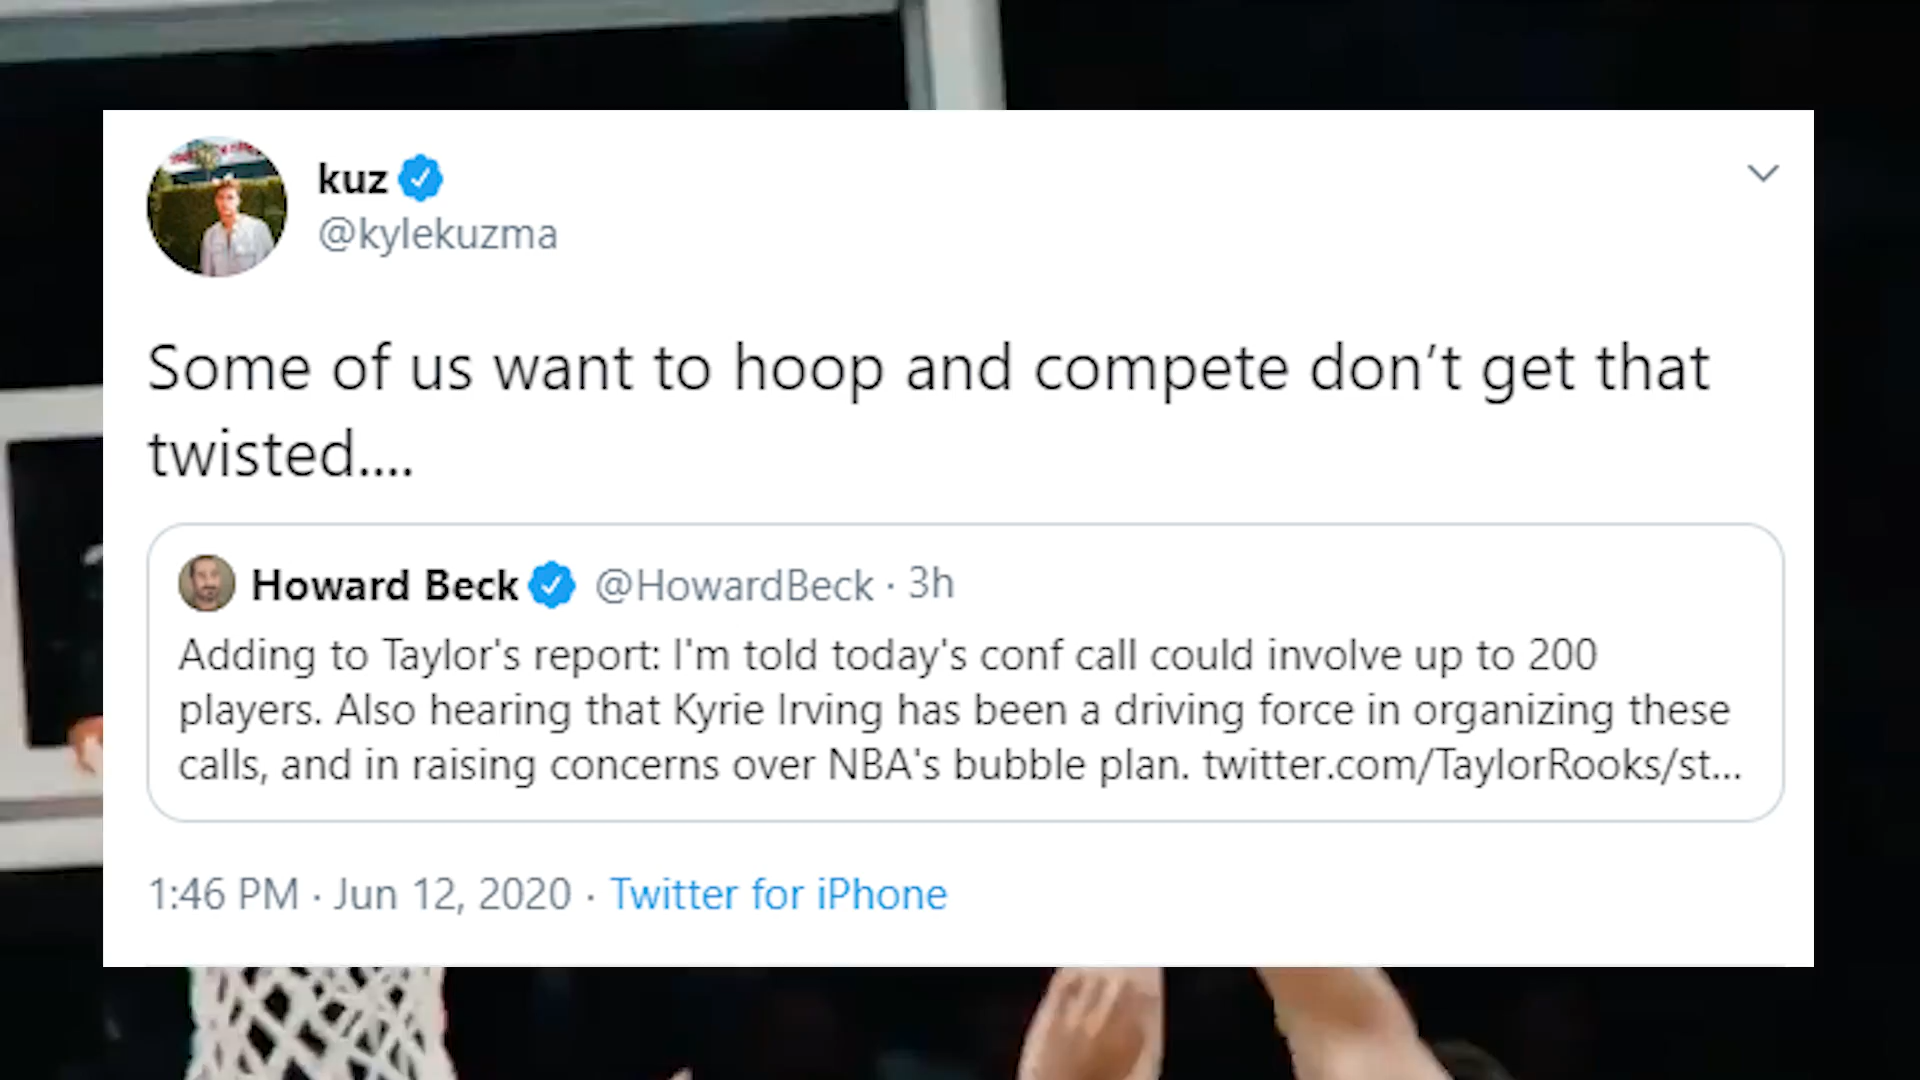 kuz
@kylekuzma
Some of us want to hoop and compete don’t get that
twisted....
Howard Beck @HowardBeck · 3h
Adding to Taylor's report: I'm told today's conf call could involve up to 200
players. Also hearing that Kyrie Irving has been a driving force in organizing these
calls, and in raising concerns over NBA's bubble plan. twitter.com/TaylorRooks/st...
1:46 PM · Jun 12, 2020 · Twitter for iPhone